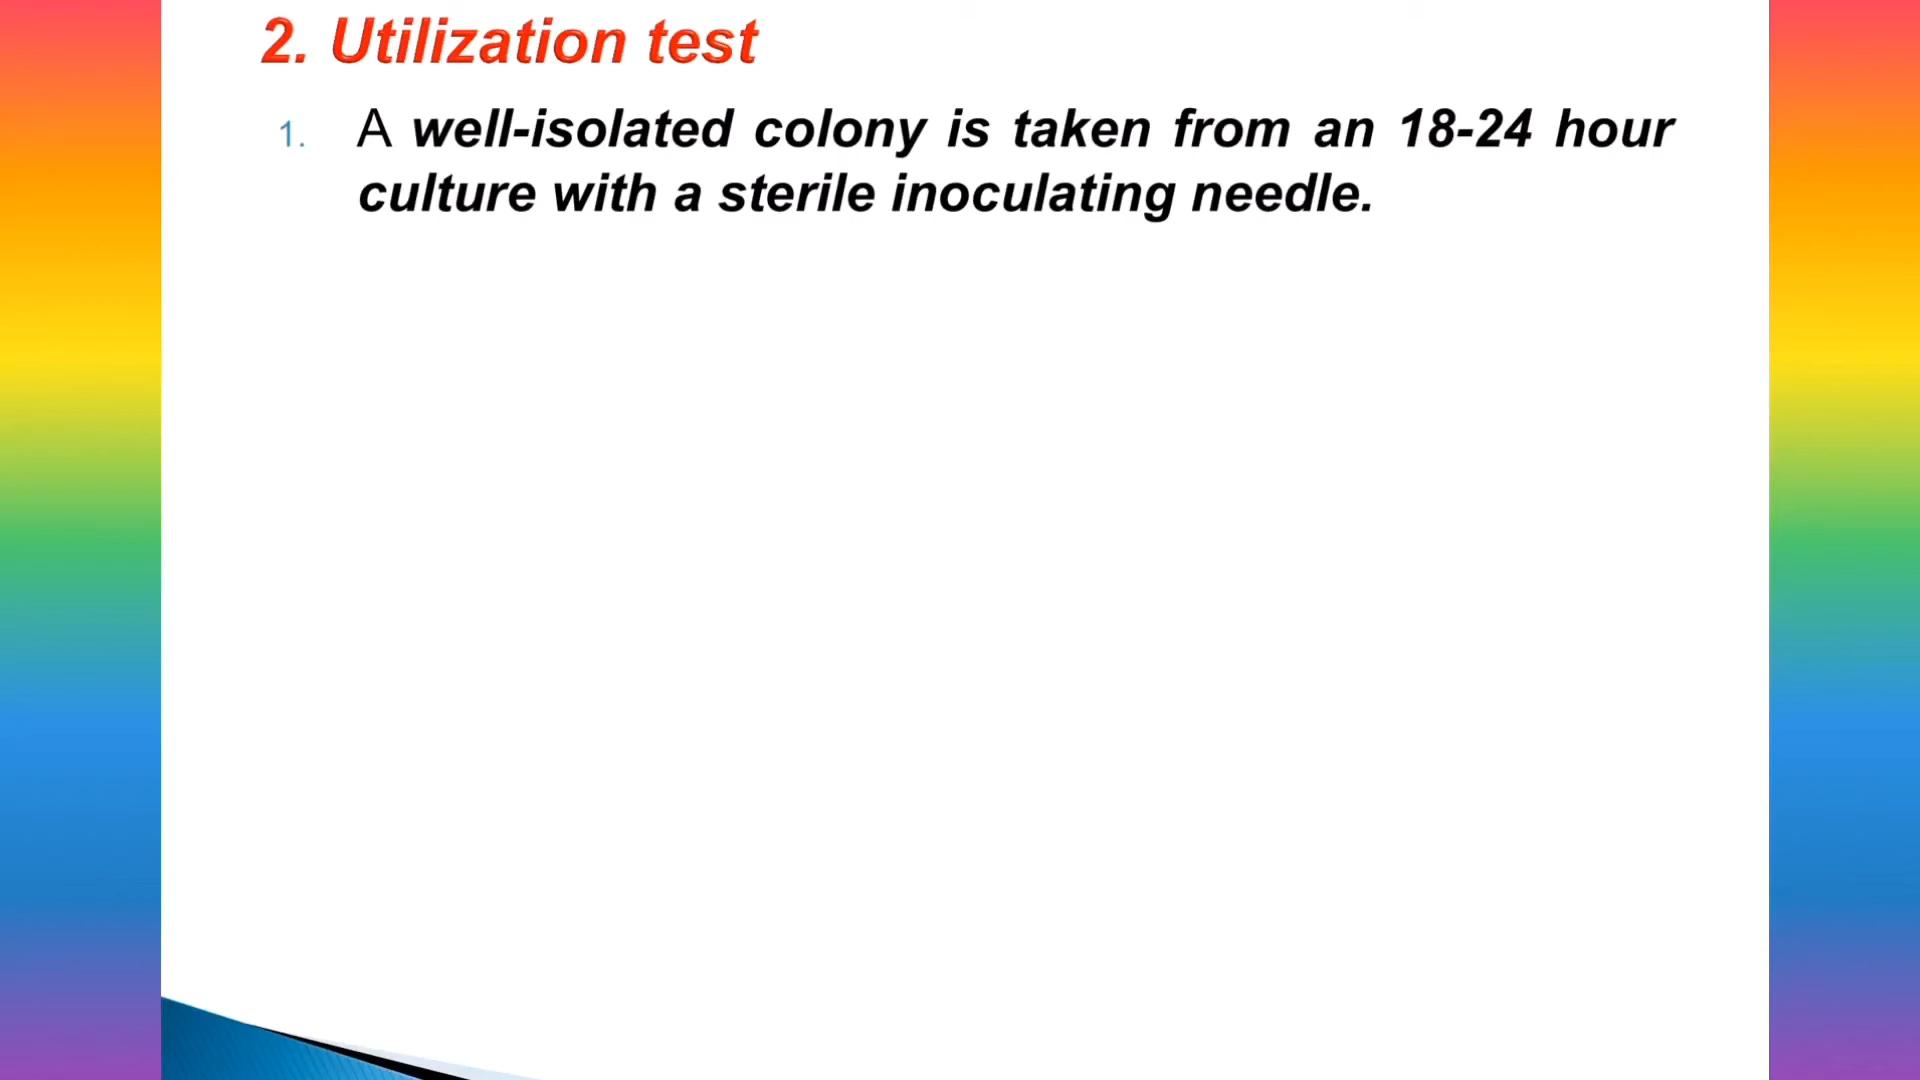 2. Utilization test
1. A well-isolated colony is taken from an 18-24 hour
culture with a sterile inoculating needle.